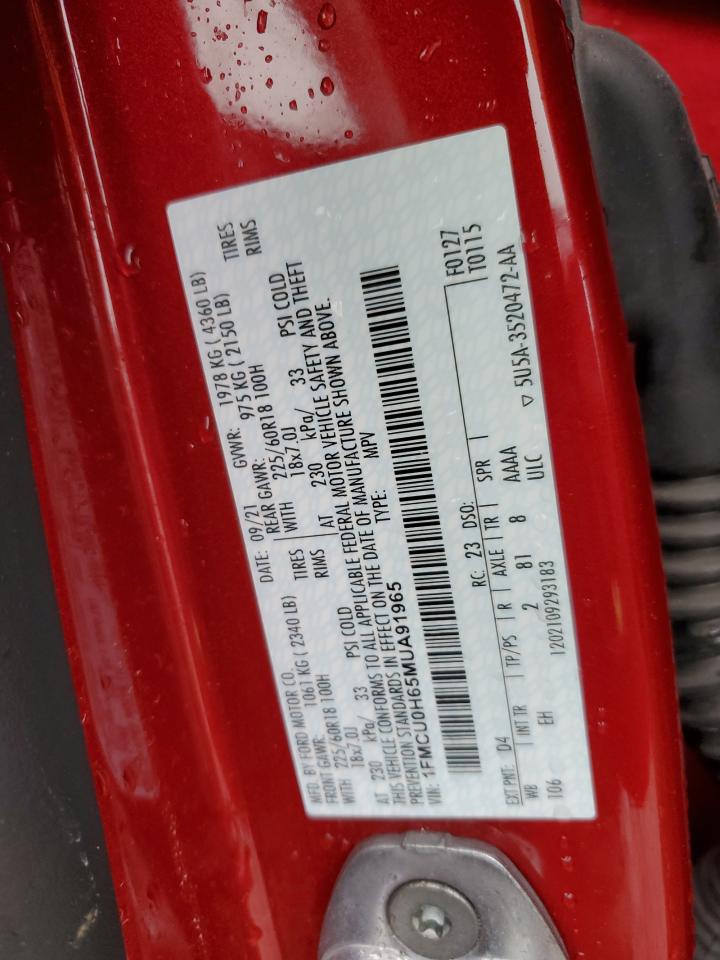 MFD. BY FORD MOTOR CO. DATE: 09/21 GVWR: 1978 KG ( 4360 LB)
FRONT GAWR: 1061 KG ( 2340 LB) REAR GAWR: 975 KG ( 2150 LB)
WITH 225/60R18 100H TIRES WITH 225/60R18 100H TIRES
18x7.0J RIMS 18x7.0J RIMS
AT 230 kPa/ 33 PSI COLD AT 230 kPa/ 33 PSI COLD
THIS VEHICLE CONFORMS TO ALL APPLICABLE FEDERAL MOTOR VEHICLE SAFETY AND THEFT
PREVENTION STANDARDS IN EFFECT ON THE DATE OF MANUFACTURE SHOWN ABOVE.
VIN: 1FMCU0H65MUA91965 TYPE: MPV
EXT PNT: D4 RC: 23 DSO: F0127
T0115
WB INT TR TP/PS R AXLE TR SPR
106 EH 2 81 8 AAAA
1202109293183 ULC ▽ 5U5A-3520472-AA